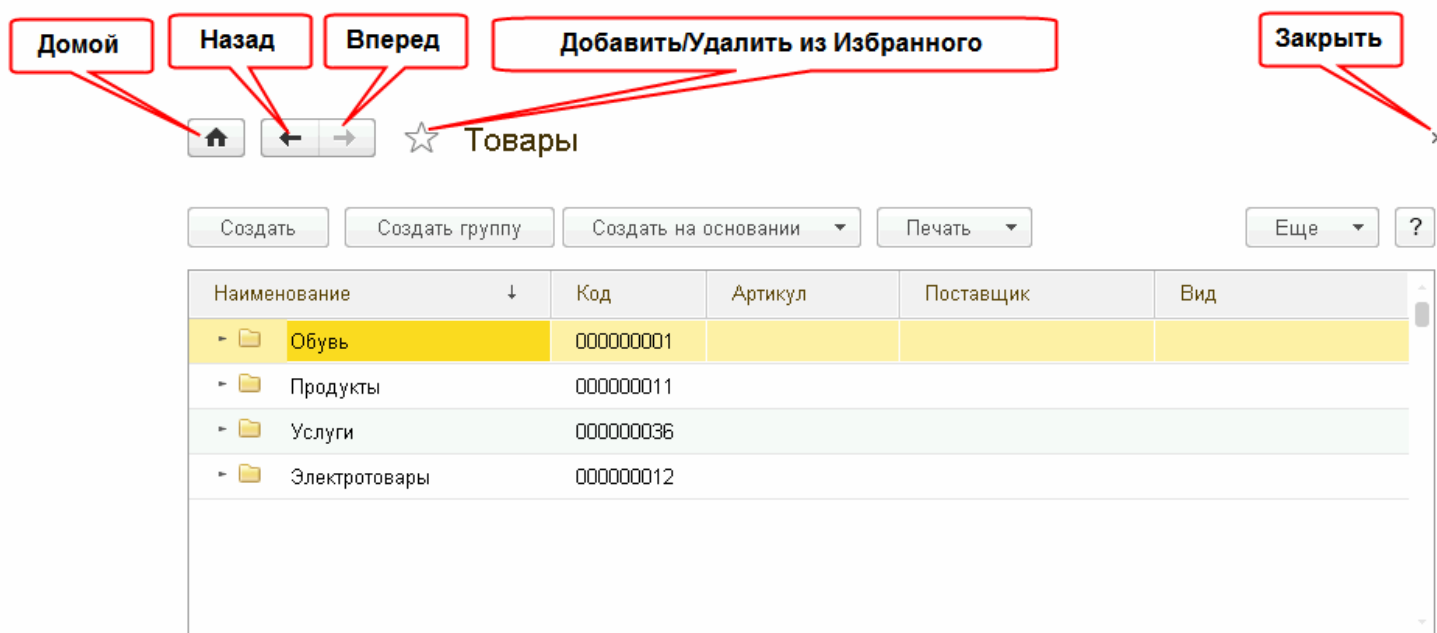 Домой Назад Вперед Добавить/Удалить из Избранного Закрыть
Товары
Создать Создать группу Создать на основании Печать Еще ?
Наименование Код Артикул Поставщик Вид
Обувь 000000001
Продукты 000000011
Услуги 000000036
Электротовары 000000012